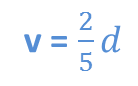 v = 2/5 d